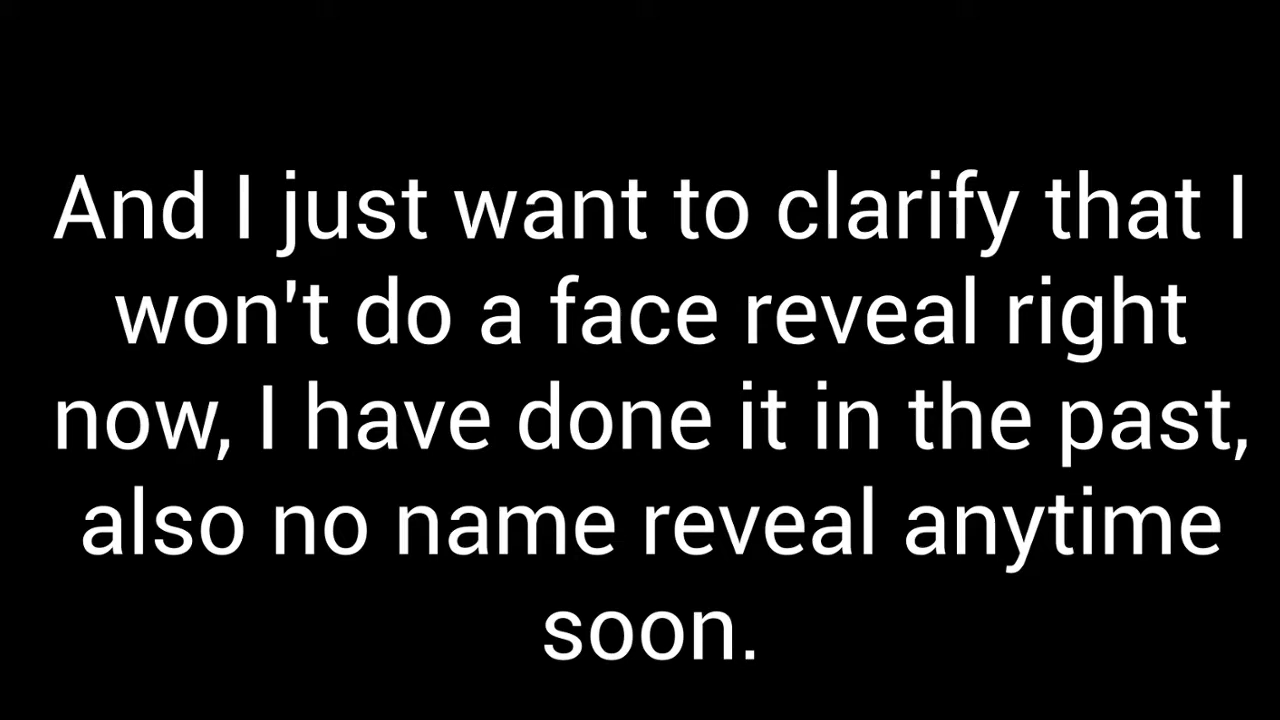 And I just want to clarify that I
won't do a face reveal right
now, I have done it in the past,
also no name reveal anytime
soon.